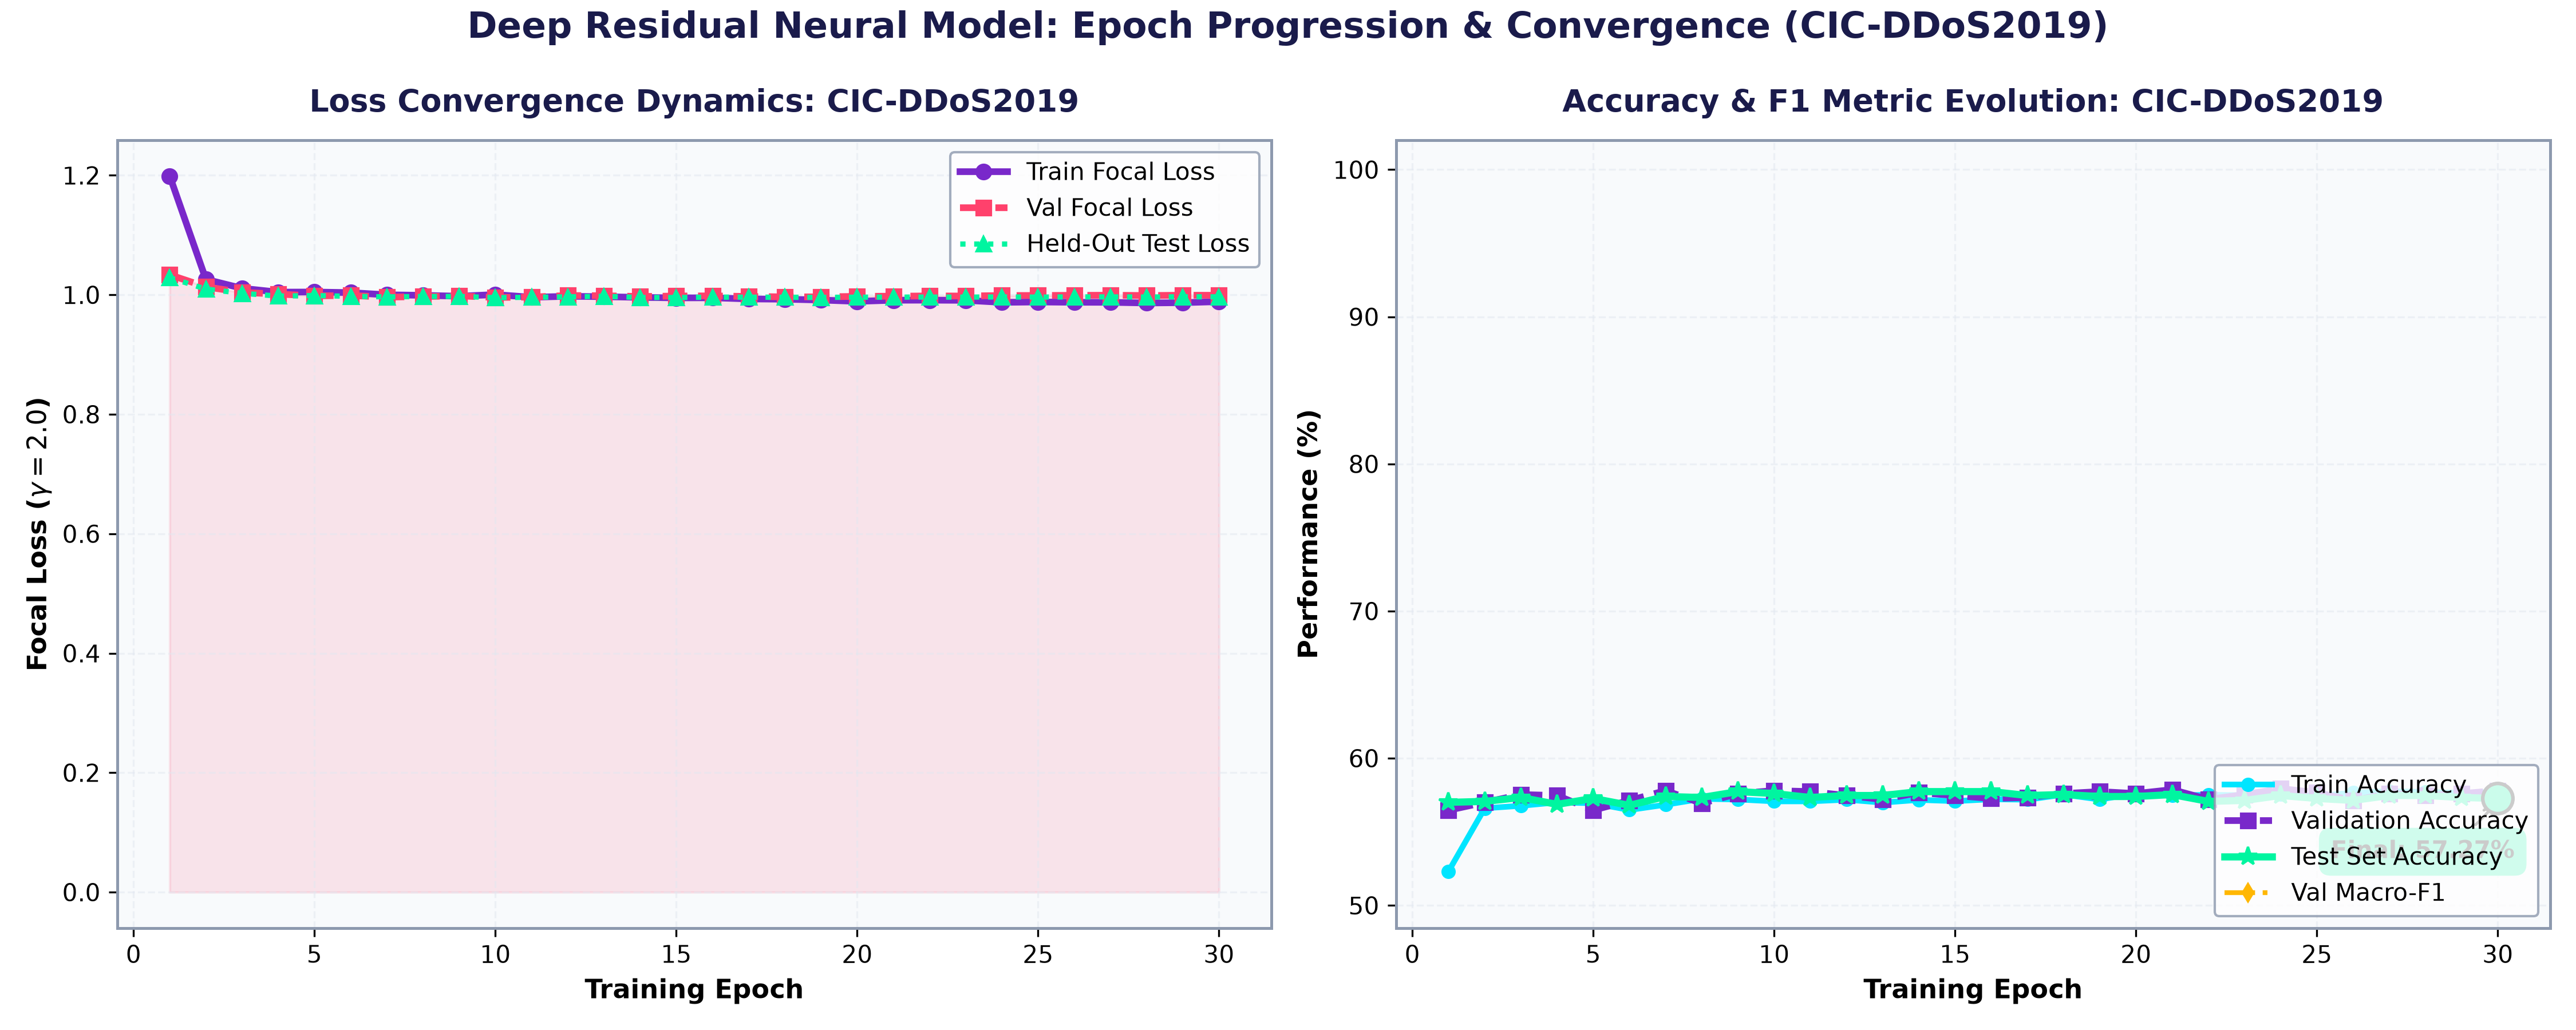 Deep Residual Neural Model: Epoch Progression & Convergence (CIC-DDoS2019)
Loss Convergence Dynamics: CIC-DDoS2019
Focal Loss (γ = 2.0)
1.2
1.0
0.8
0.6
0.4
0.2
0.0
Train Focal Loss
Val Focal Loss
Held-Out Test Loss
0 5 10 15 20 25 30
Training Epoch
Accuracy & F1 Metric Evolution: CIC-DDoS2019
Performance (%)
100
90
80
70
60
50
Train Accuracy
Validation Accuracy
Test Set Accuracy
Val Macro-F1
Final: 57.27%
0 5 10 15 20 25 30
Training Epoch